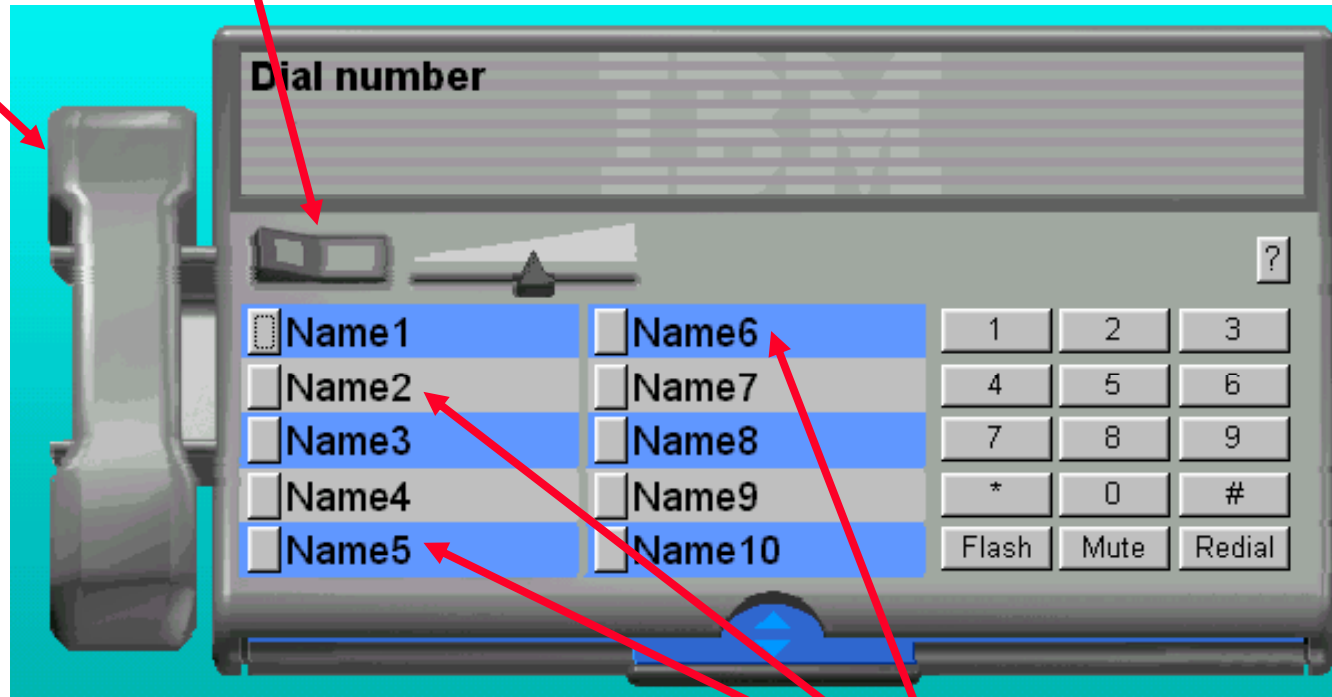 Dial number
IBM
?
Name1 Name6 1 2 3
Name2 Name7 4 5 6
Name3 Name8 7 8 9
Name4 Name9 * 0 #
Name5 Name10 Flash Mute Redial